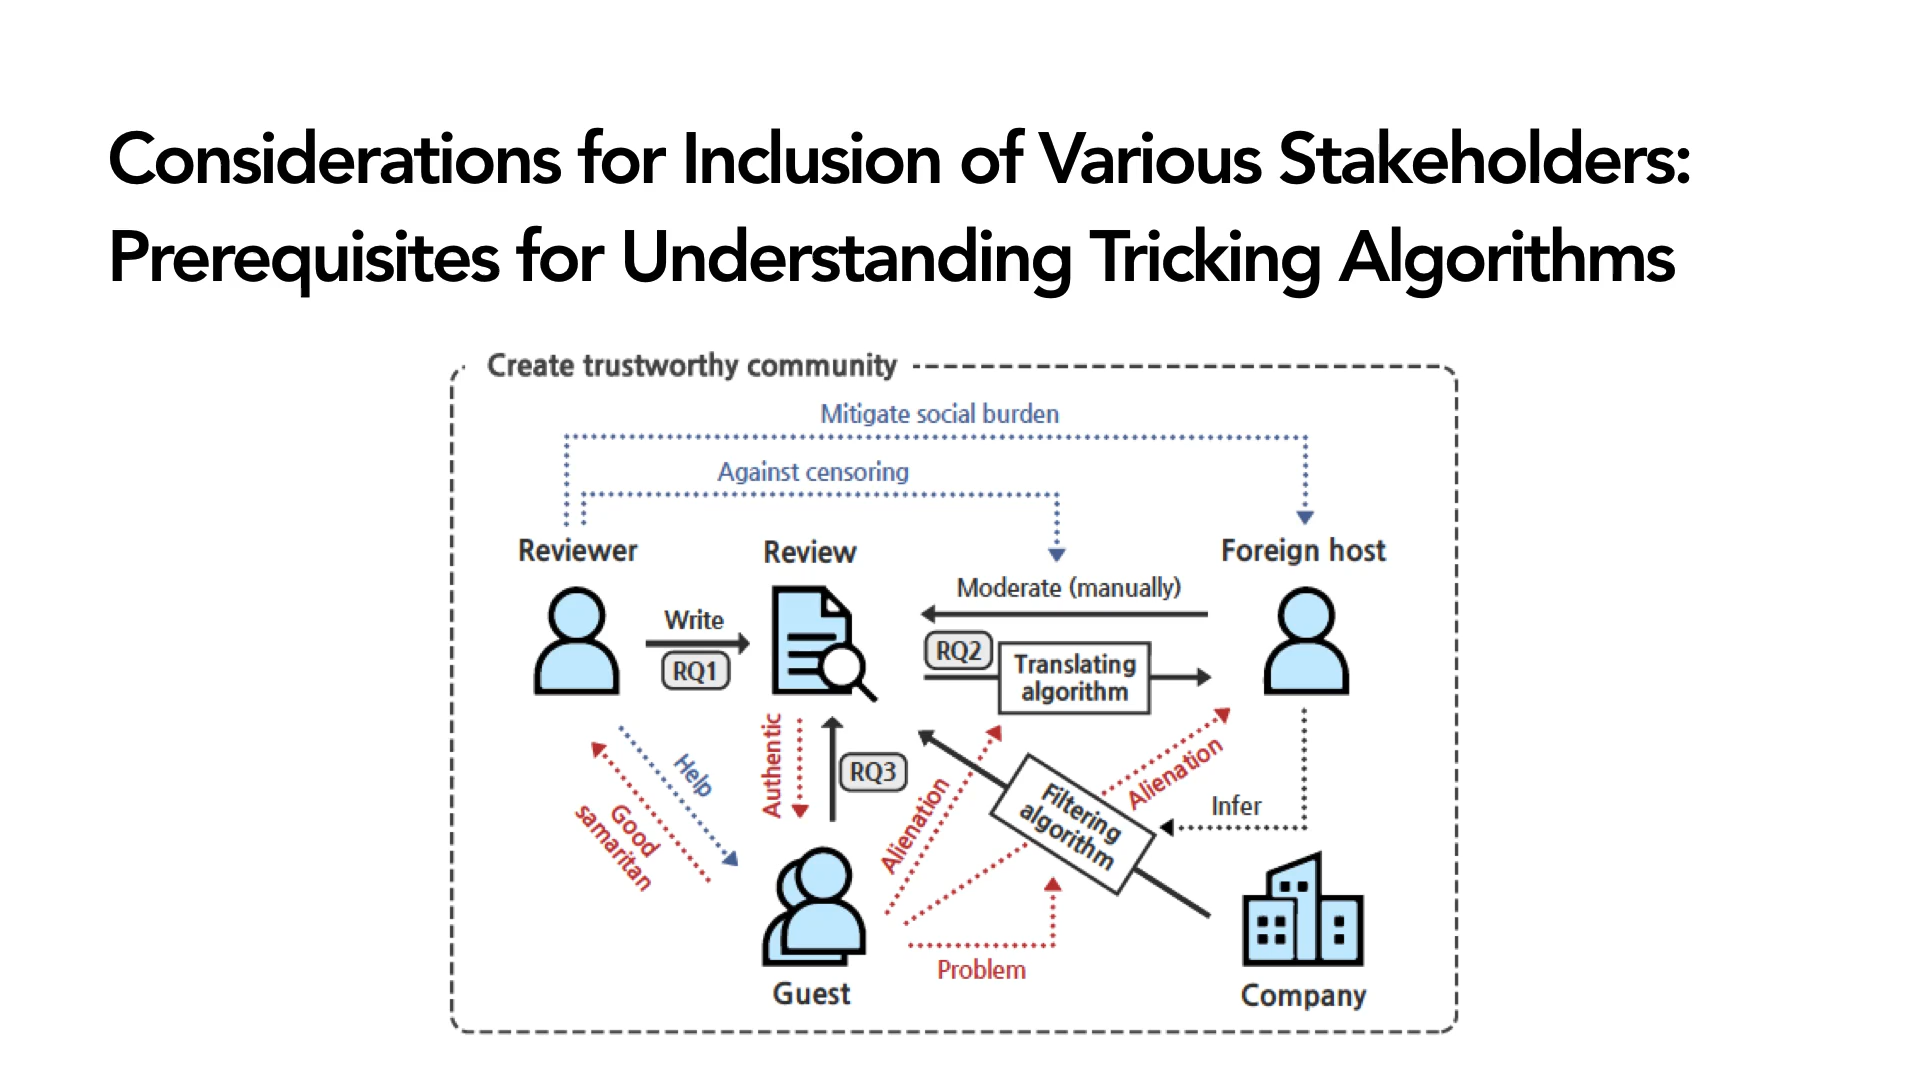 Considerations for Inclusion of Various Stakeholders:
Prerequisites for Understanding Tricking Algorithms
Create trustworthy community
Mitigate social burden
Against censoring
Reviewer
Review
Foreign host
Moderate (manually)
Write
RQ1
RQ2
Translating
algorithm
Help
Good
samaritan
Authentic
RQ3
Alienation
Filtering
algorithm
Alienation
Infer
Problem
Guest
Company